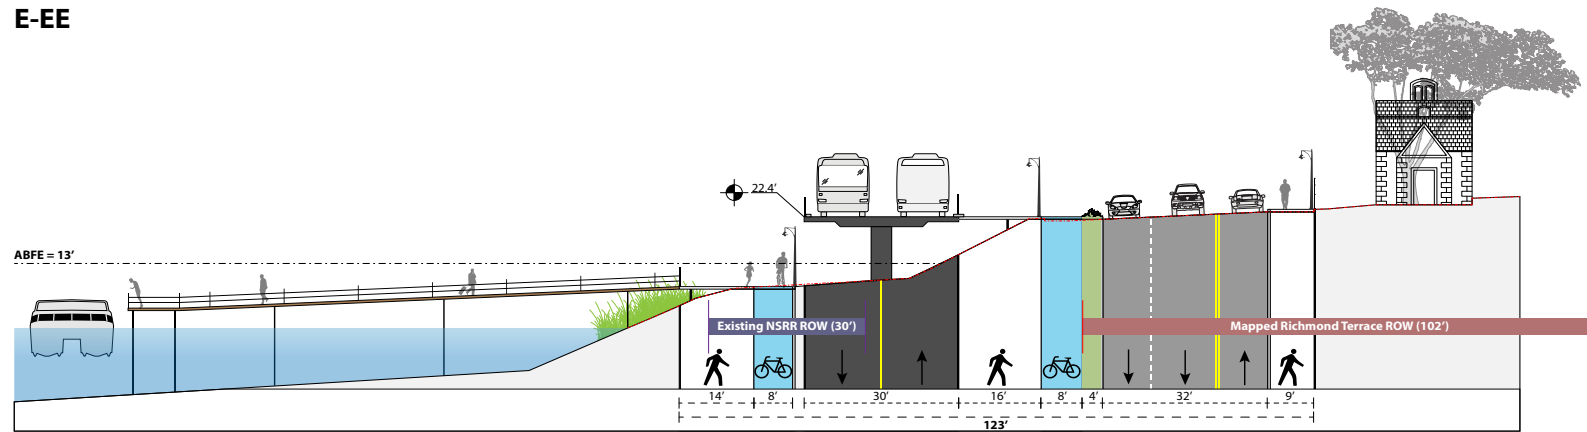 E-EE
22.4’
ABFE = 13’
Existing NSRR ROW (30’)
Mapped Richmond Terrace ROW (102’)
14’ 8’ 30’ 16’ 8’ 4’ 32’ 9’
123’